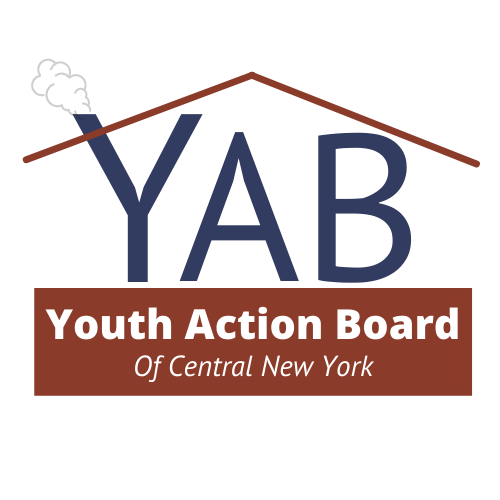 YAB
Youth Action Board
Of Central New York